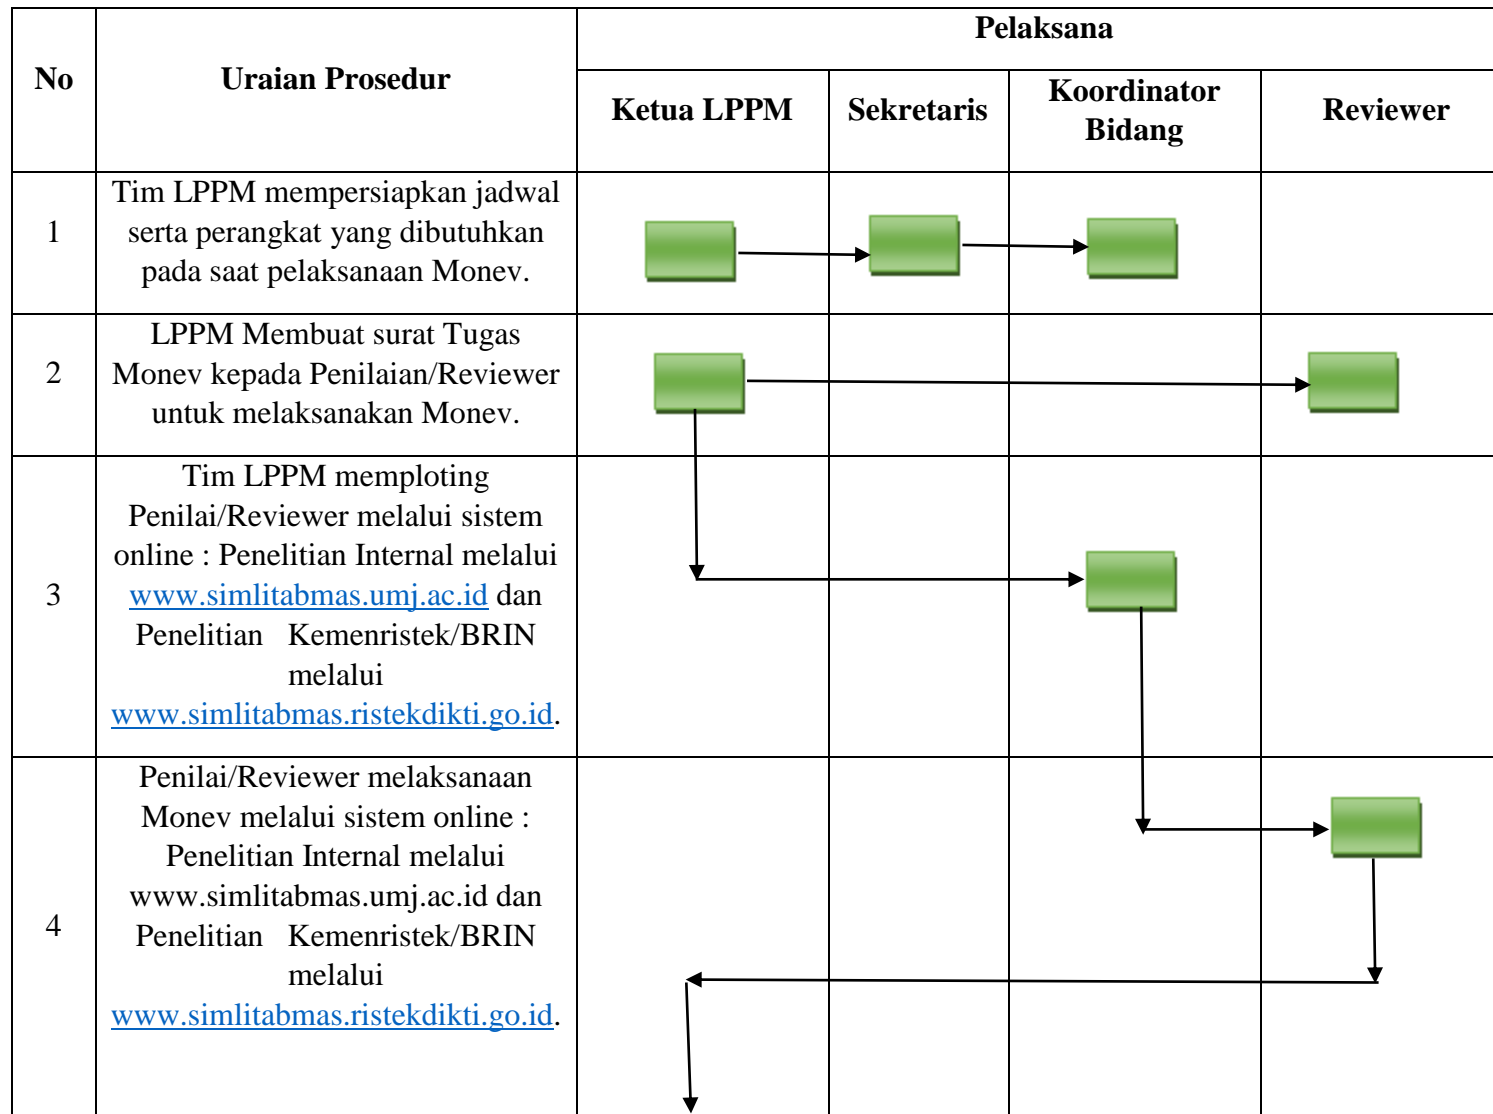 No
Uraian Prosedur
Pelaksana
Ketua LPPM
Sekretaris
Koordinator
Bidang
Reviewer
1
Tim LPPM mempersiapkan jadwal
serta perangkat yang dibutuhkan
pada saat pelaksanaan Monev.
2
LPPM Membuat surat Tugas
Monev kepada Penilaian/Reviewer
untuk melaksanakan Monev.
3
Tim LPPM memploting
Penilai/Reviewer melalui sistem
online : Penelitian Internal melalui
www.simlitabmas.umj.ac.id dan
Penelitian Kemenristek/BRIN
melalui
www.simlitabmas.ristekdikti.go.id.
4
Penilai/Reviewer melaksanaan
Monev melalui sistem online :
Penelitian Internal melalui
www.simlitabmas.umj.ac.id dan
Penelitian Kemenristek/BRIN
melalui
www.simlitabmas.ristekdikti.go.id.